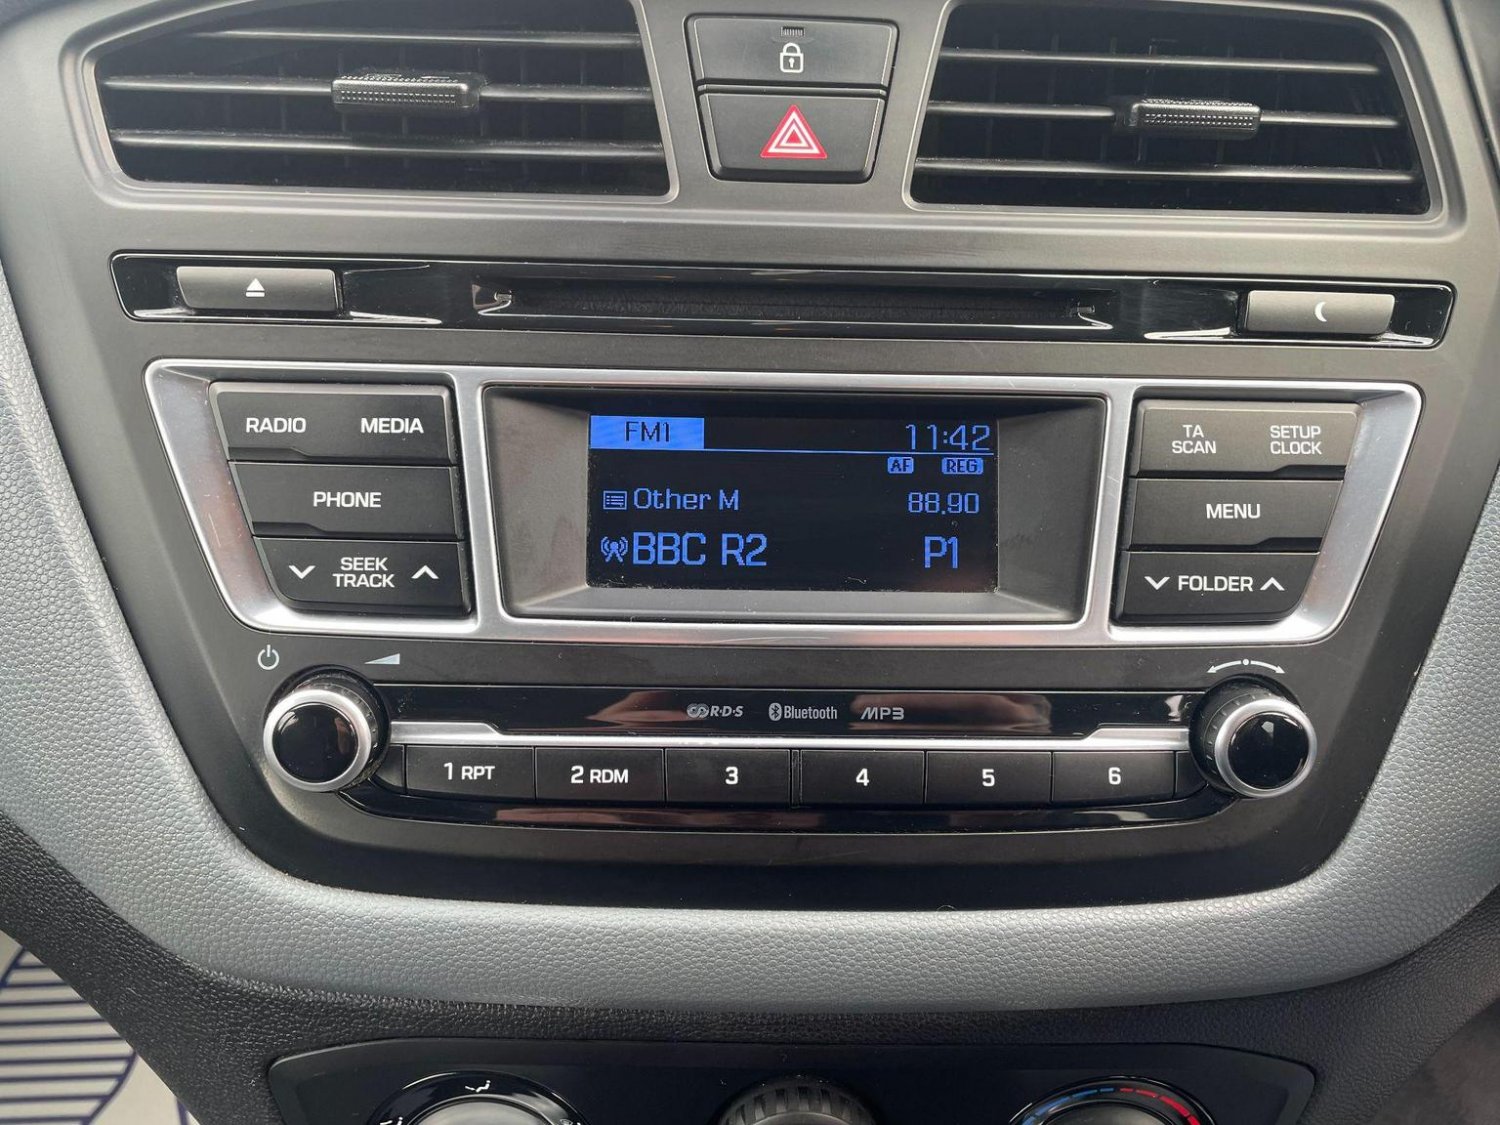 RADIO MEDIA
PHONE
SEEK
TRACK
FM1 11:42
AF REG
Other M 88.90
BBC R2 P1
TA
SCAN
SETUP
CLOCK
MENU
FOLDER
R·D·S Bluetooth MP3
1 RPT 2 RDM 3 4 5 6